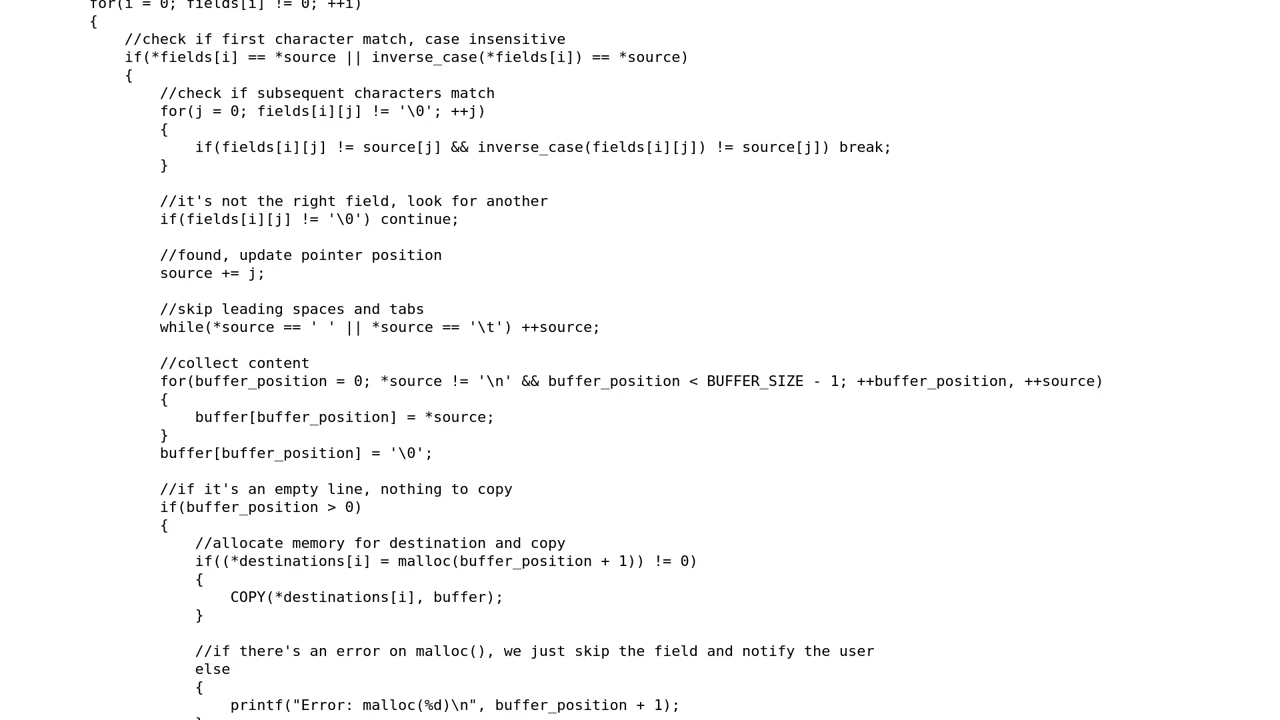 for(i = 0; fields[i] != 0; ++i)
{
//check if first character match, case insensitive
if(*fields[i] == *source || inverse_case(*fields[i]) == *source)
{
//check if subsequent characters match
for(j = 0; fields[i][j] != '\0'; ++j)
{
if(fields[i][j] != source[j] && inverse_case(fields[i][j]) != source[j]) break;
}
//it's not the right field, look for another
if(fields[i][j] != '\0') continue;
//found, update pointer position
source += j;
//skip leading spaces and tabs
while(*source == ' ' || *source == '\t') ++source;
//collect content
for(buffer_position = 0; *source != '\n' && buffer_position < BUFFER_SIZE - 1; ++buffer_position, ++source)
{
buffer[buffer_position] = *source;
}
buffer[buffer_position] = '\0';
//if it's an empty line, nothing to copy
if(buffer_position > 0)
{
//allocate memory for destination and copy
if((*destinations[i] = malloc(buffer_position + 1)) != 0)
{
COPY(*destinations[i], buffer);
}
//if there's an error on malloc(), we just skip the field and notify the user
else
{
printf("Error: malloc(%d)\n", buffer_position + 1);
}